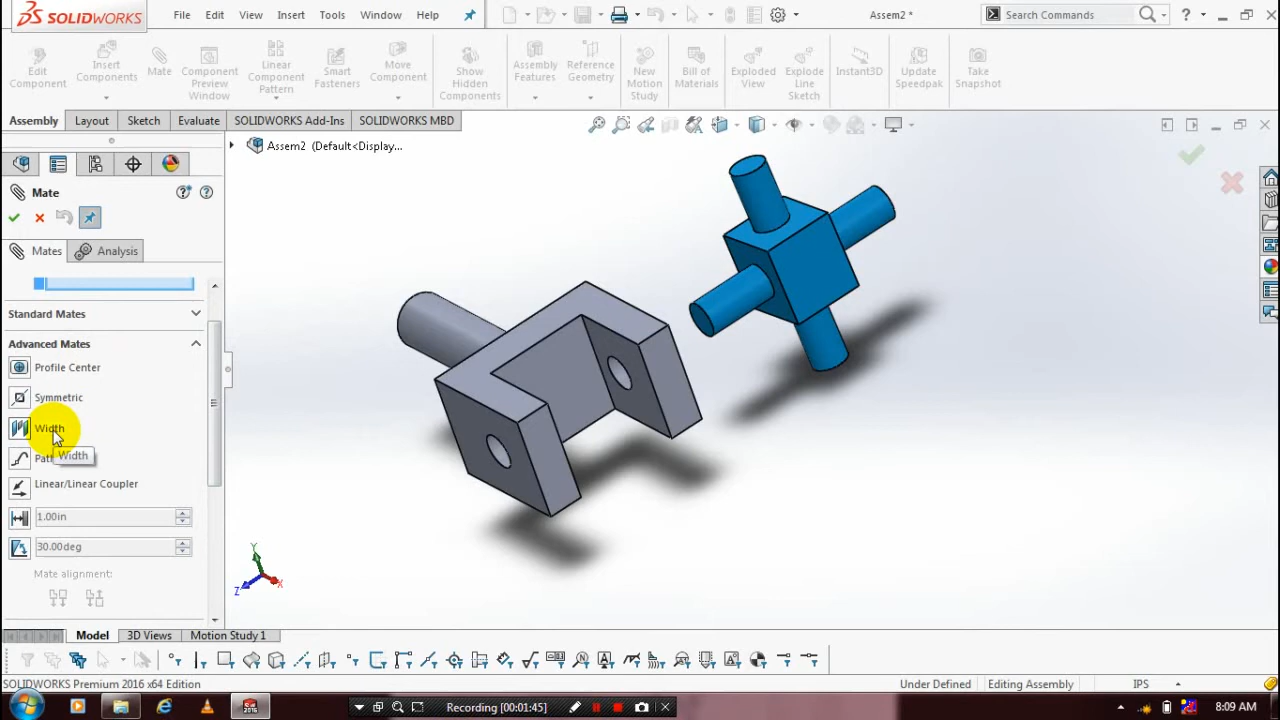 SOLIDWORKS File Edit View Insert Tools Window Help Assem2 * Search Commands ?
Edit Component
Insert Components
Mate
Component Preview Window
Linear Component Pattern
Smart Fasteners
Move Component
Show Hidden Components
Assembly Features
Reference Geometry
New Motion Study
Bill of Materials
Exploded View
Explode Line Sketch
Instant3D
Update Speedpak
Take Snapshot
Assembly Layout Sketch Evaluate SOLIDWORKS Add-Ins SOLIDWORKS MBD
Assem2 (Default<Display...
Mate
Mates Analysis
Standard Mates
Advanced Mates
Profile Center
Symmetric
Width
Width
Linear/Linear Coupler
1.00in
30.00deg
Mate alignment:
Y
Z X
Model 3D Views Motion Study 1
SOLIDWORKS Premium 2016 x64 Edition Under Defined Editing Assembly IPS
Recording [00:01:45] 8:09 AM